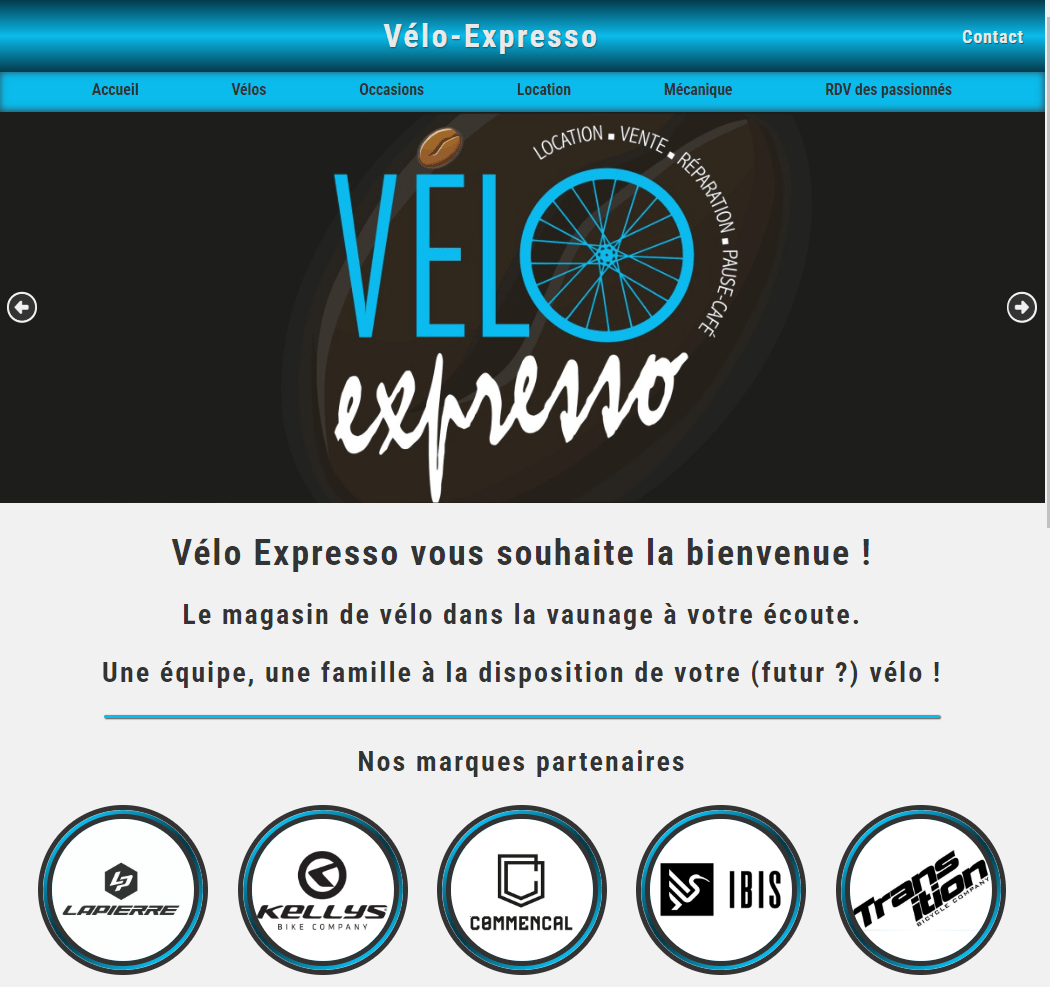 Vélo-Expresso
Contact
Accueil Vélos Occasions Location Mécanique RDV des passionnés
LOCATION ▪ VENTE ▪ RÉPARATION ▪ PAUSE-CAFÉ
VÉLO
expresso
Vélo Expresso vous souhaite la bienvenue !
Le magasin de vélo dans la vaunage à votre écoute.
Une équipe, une famille à la disposition de votre (futur ?) vélo !
Nos marques partenaires
LAPIERRE
KELLYS
BIKE COMPANY
COMMENCAL
IBIS
Transition
BICYCLE COMPANY